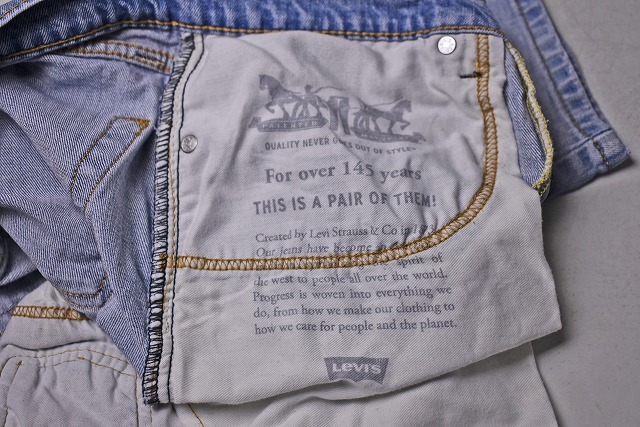 QUALITY NEVER GOES OUT OF STYLE®
For over 145 years
THIS IS A PAIR OF THEM!
Created by Levi Strauss & Co in
Our jeans have become
spirit of
the west to people all over the world.
Progress is woven into everything we
do, from how we make our clothing to
how we care for people and the planet.
LEVI'S